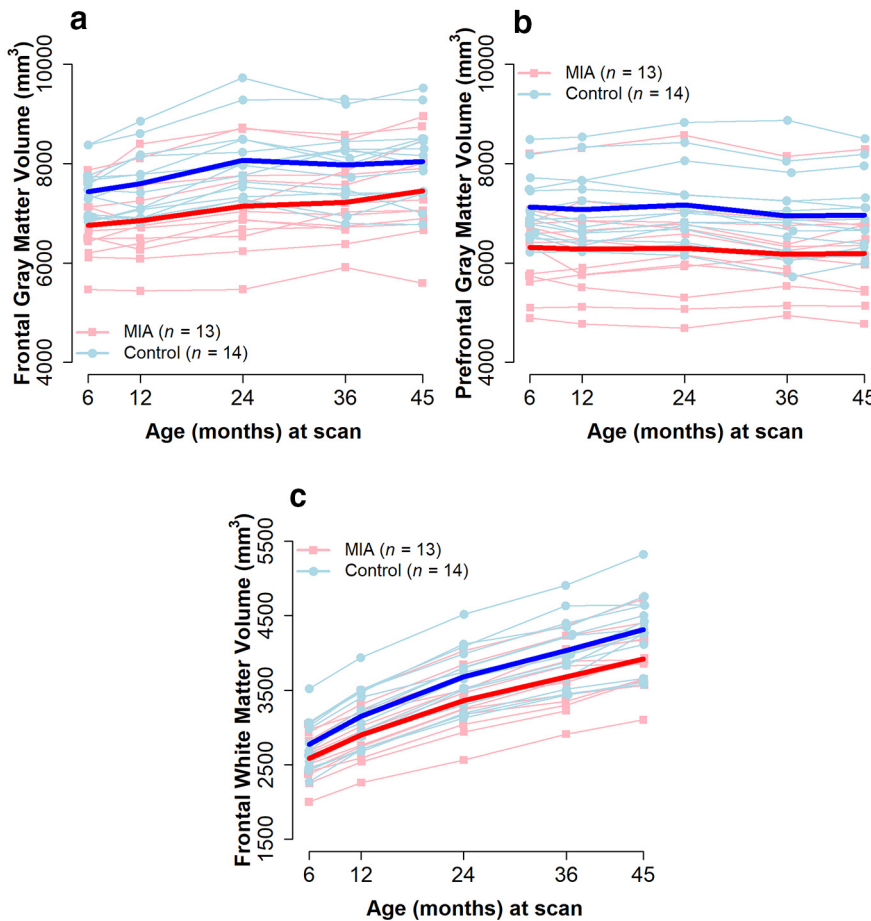 a
Frontal Gray Matter Volume (mm³)
10000
8000
6000
4000
MIA (n = 13)
Control (n = 14)
6 12 24 36 45
Age (months) at scan
b
Prefrontal Gray Matter Volume (mm³)
10000
8000
6000
4000
MIA (n = 13)
Control (n = 14)
6 12 24 36 45
Age (months) at scan
c
Frontal White Matter Volume (mm³)
5500
4500
3500
2500
1500
MIA (n = 13)
Control (n = 14)
6 12 24 36 45
Age (months) at scan